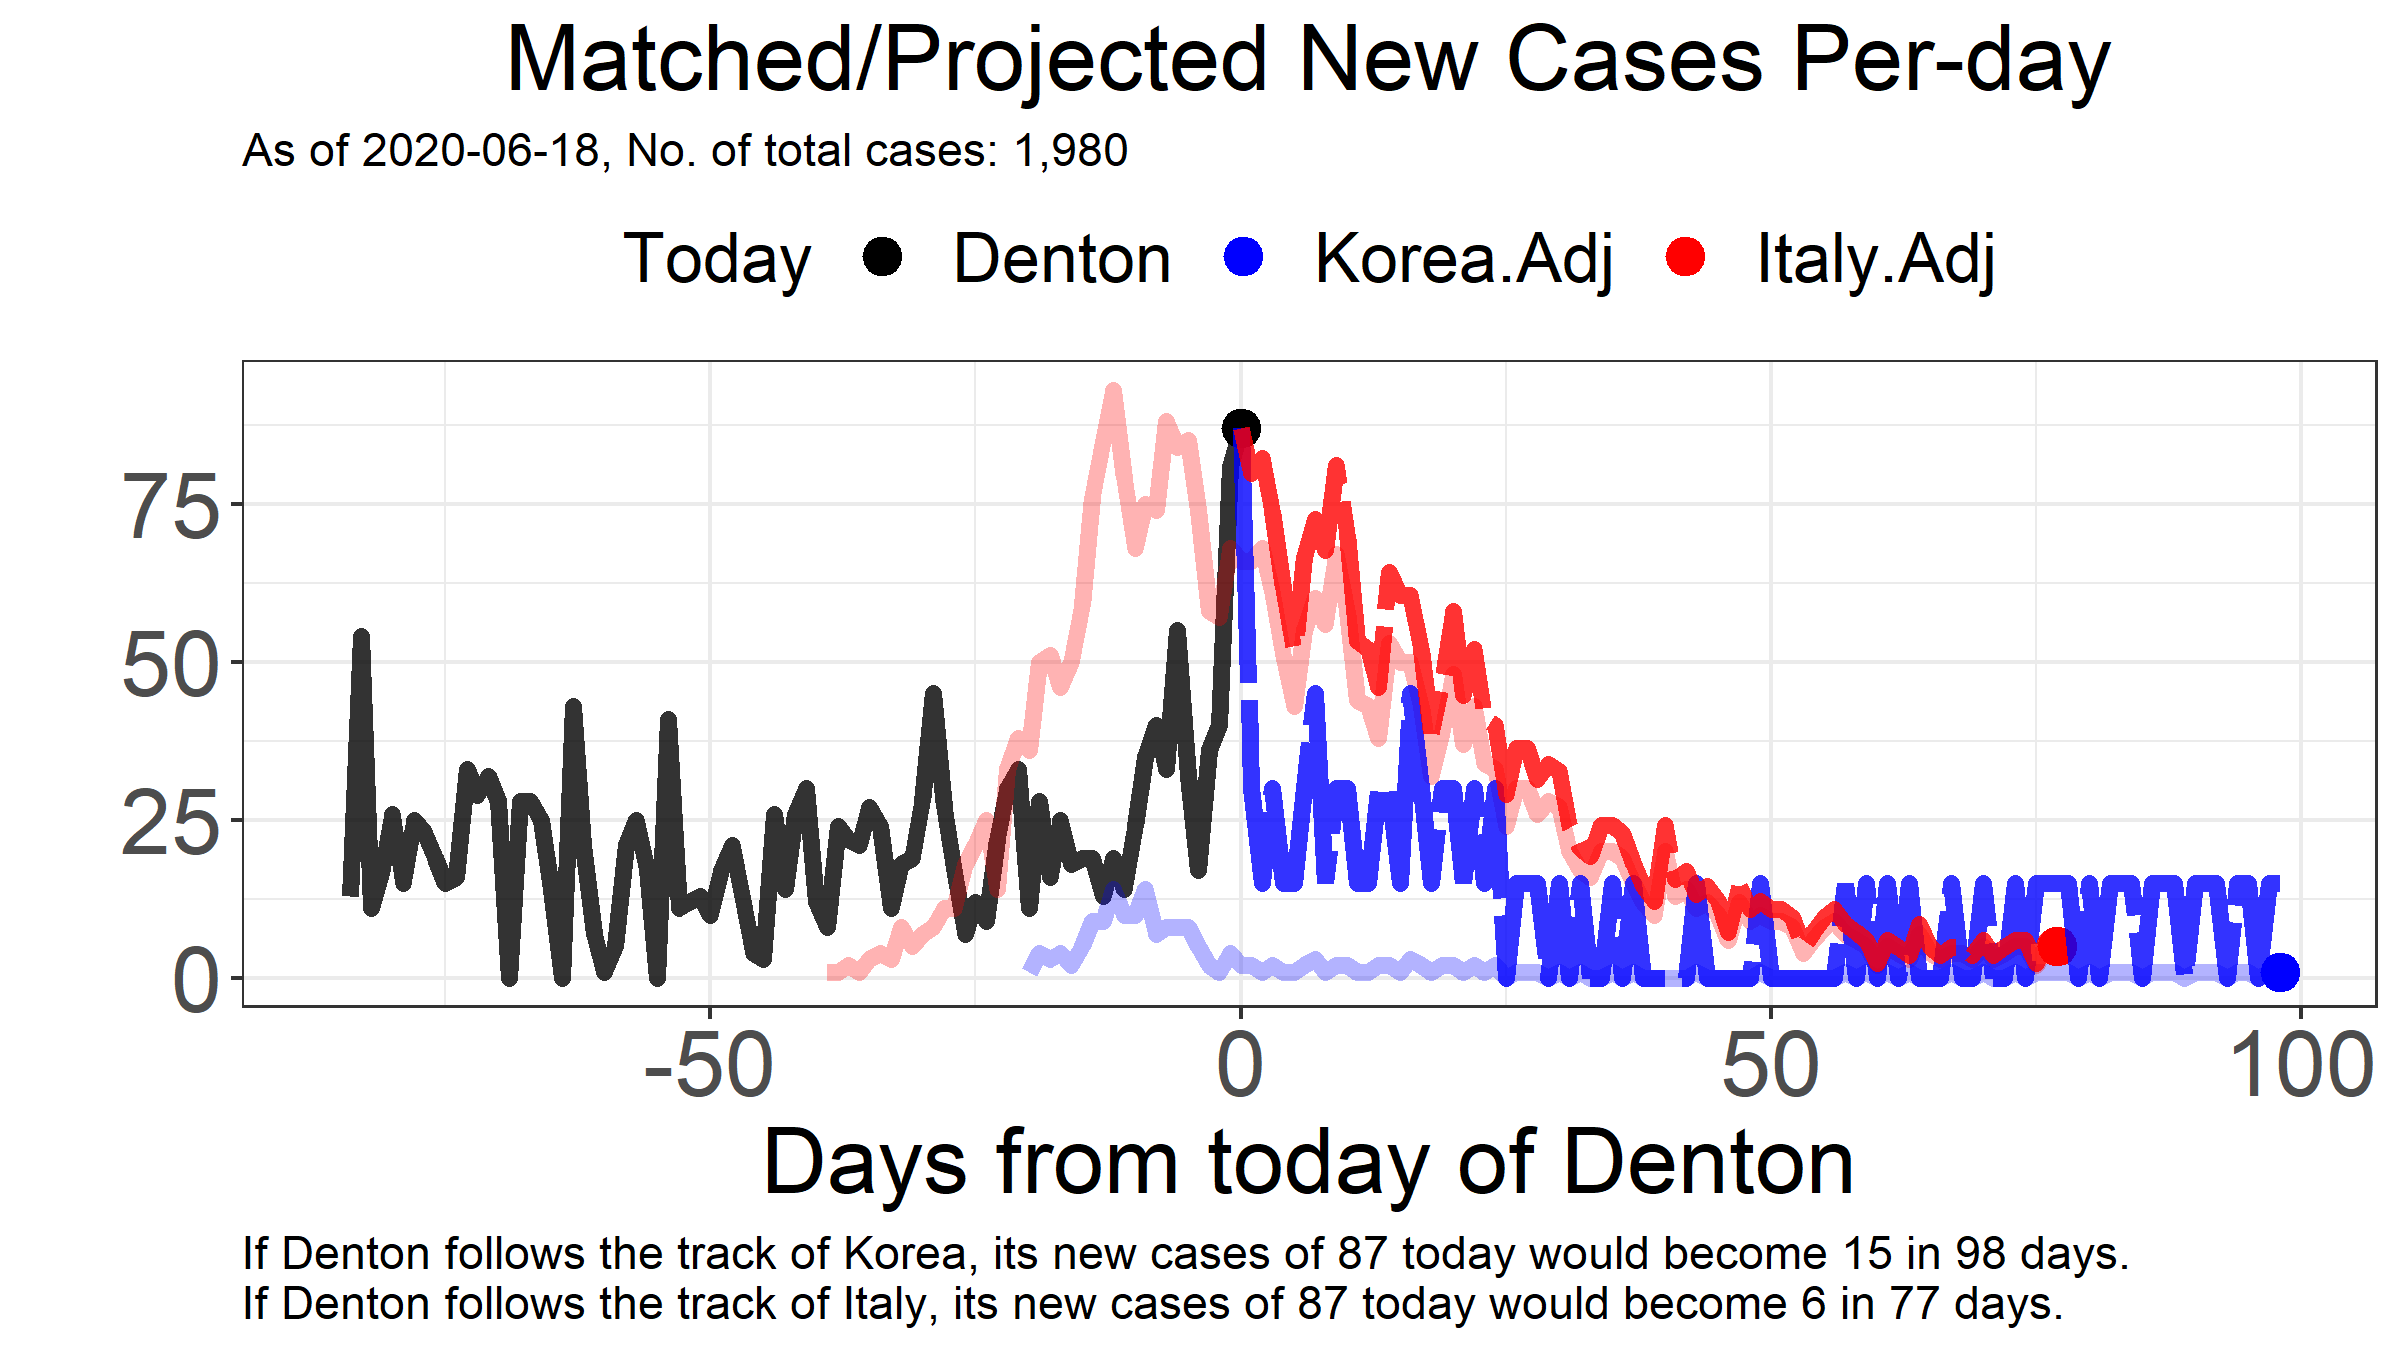 Matched/Projected New Cases Per-day
As of 2020-06-18, No. of total cases: 1,980
Today Denton Korea.Adj Italy.Adj
75
50
25
0
-50 0 50 100
Days from today of Denton
If Denton follows the track of Korea, its new cases of 87 today would become 15 in 98 days.
If Denton follows the track of Italy, its new cases of 87 today would become 6 in 77 days.